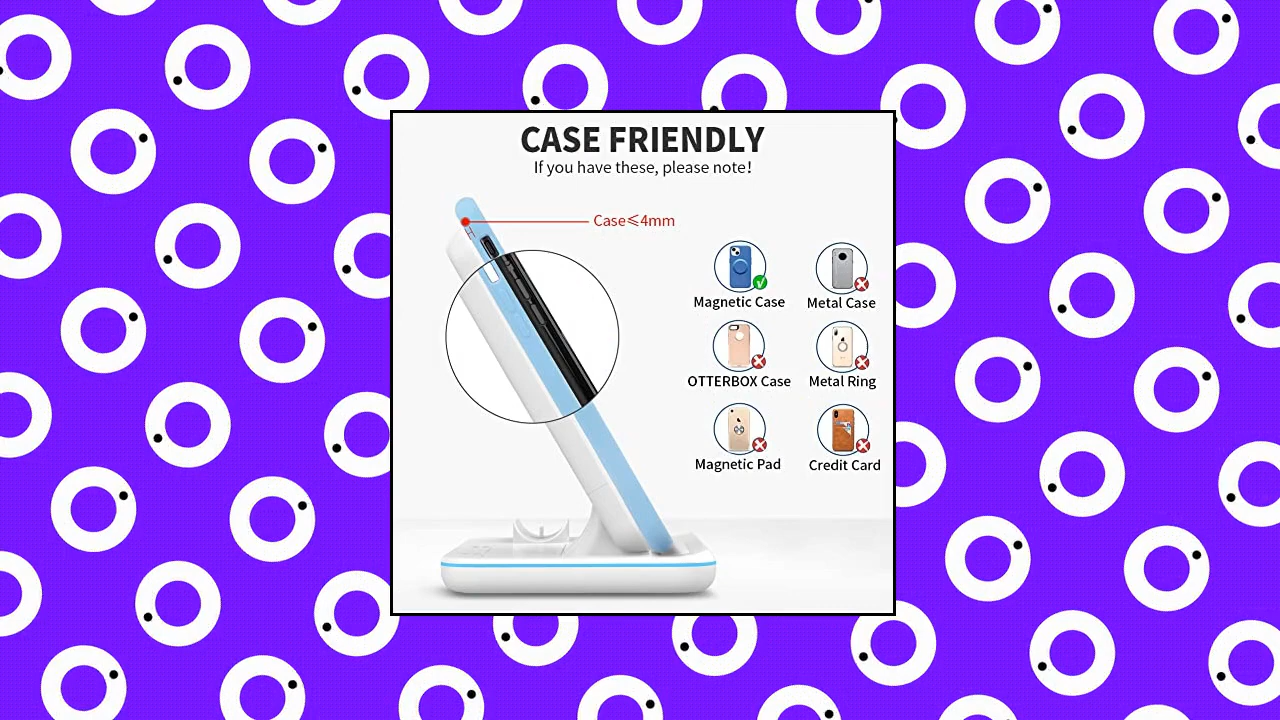 CASE FRIENDLY
If you have these, please note!
Case≤4mm
Magnetic Case
Metal Case
OTTERBOX Case
Metal Ring
Magnetic Pad
Credit Card